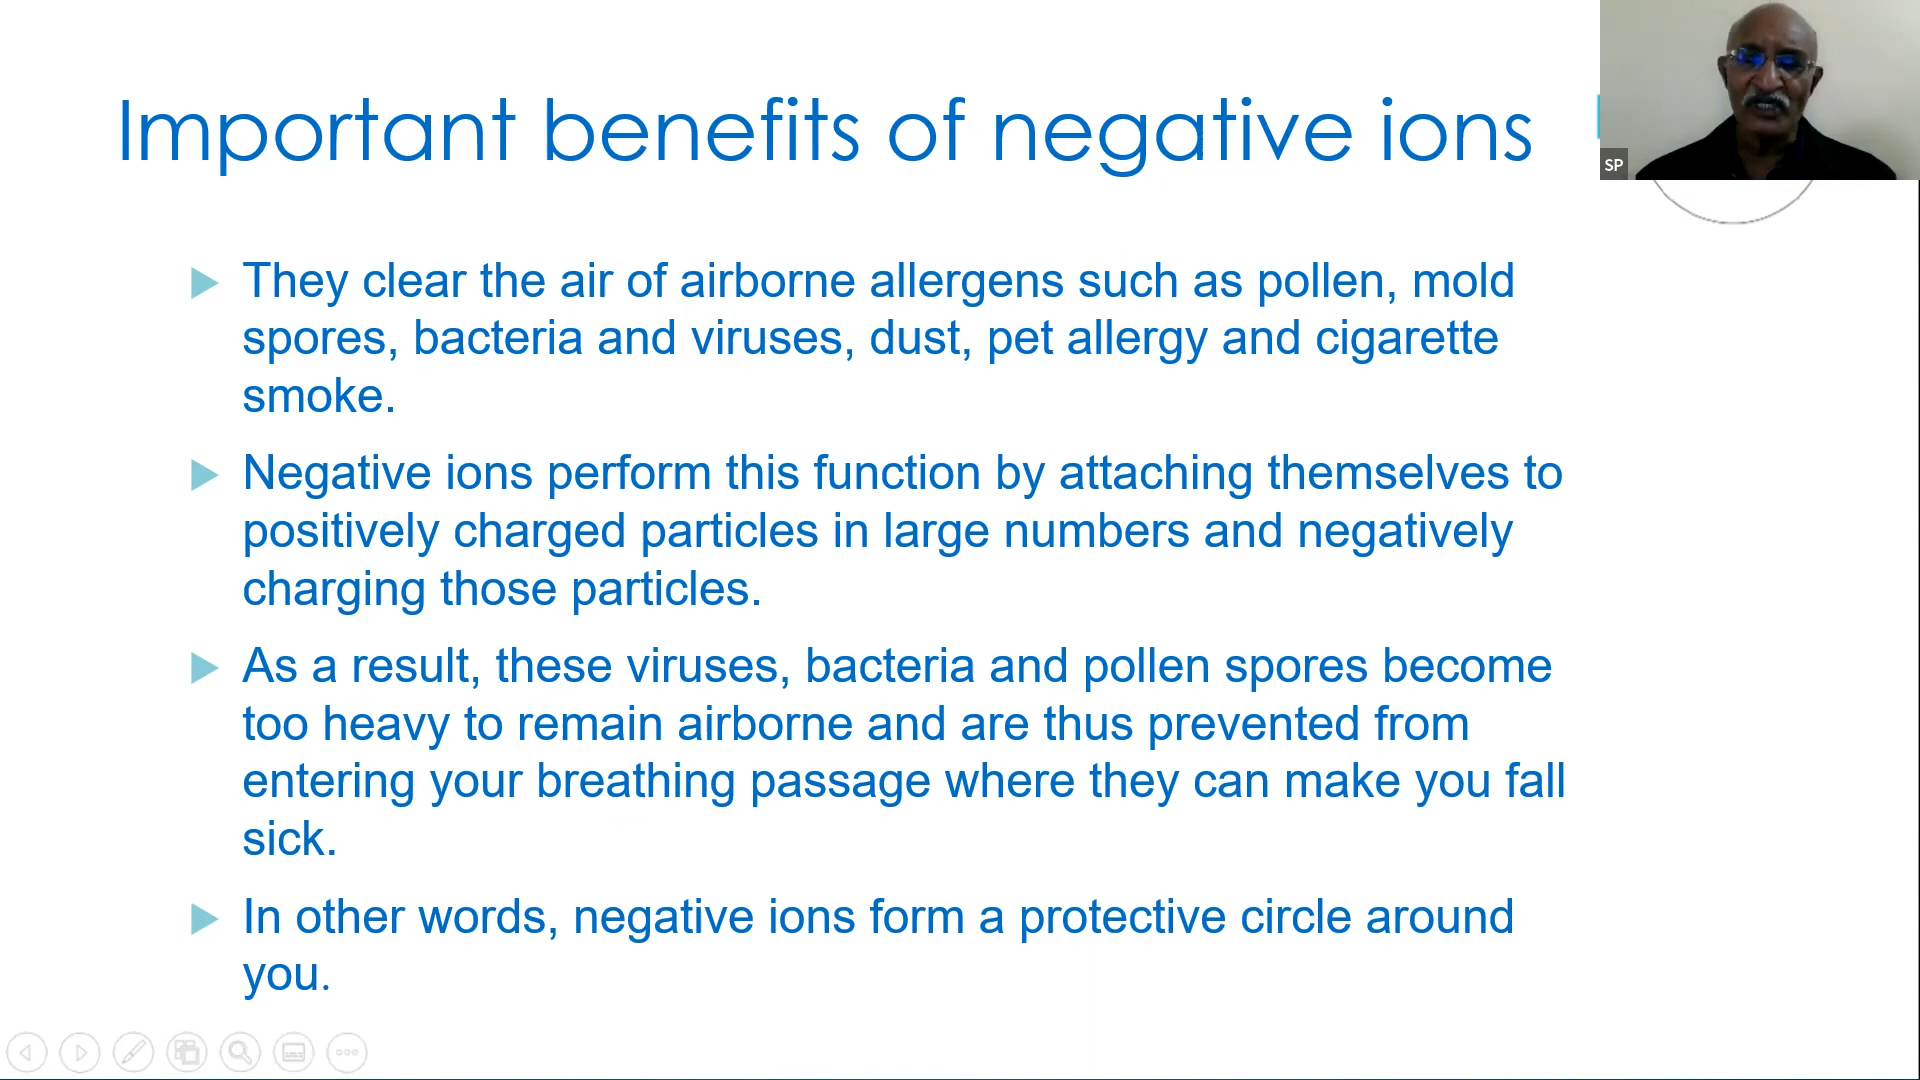 Important benefits of negative ions
SP
They clear the air of airborne allergens such as pollen, mold
spores, bacteria and viruses, dust, pet allergy and cigarette
smoke.
Negative ions perform this function by attaching themselves to
positively charged particles in large numbers and negatively
charging those particles.
As a result, these viruses, bacteria and pollen spores become
too heavy to remain airborne and are thus prevented from
entering your breathing passage where they can make you fall
sick.
In other words, negative ions form a protective circle around
you.